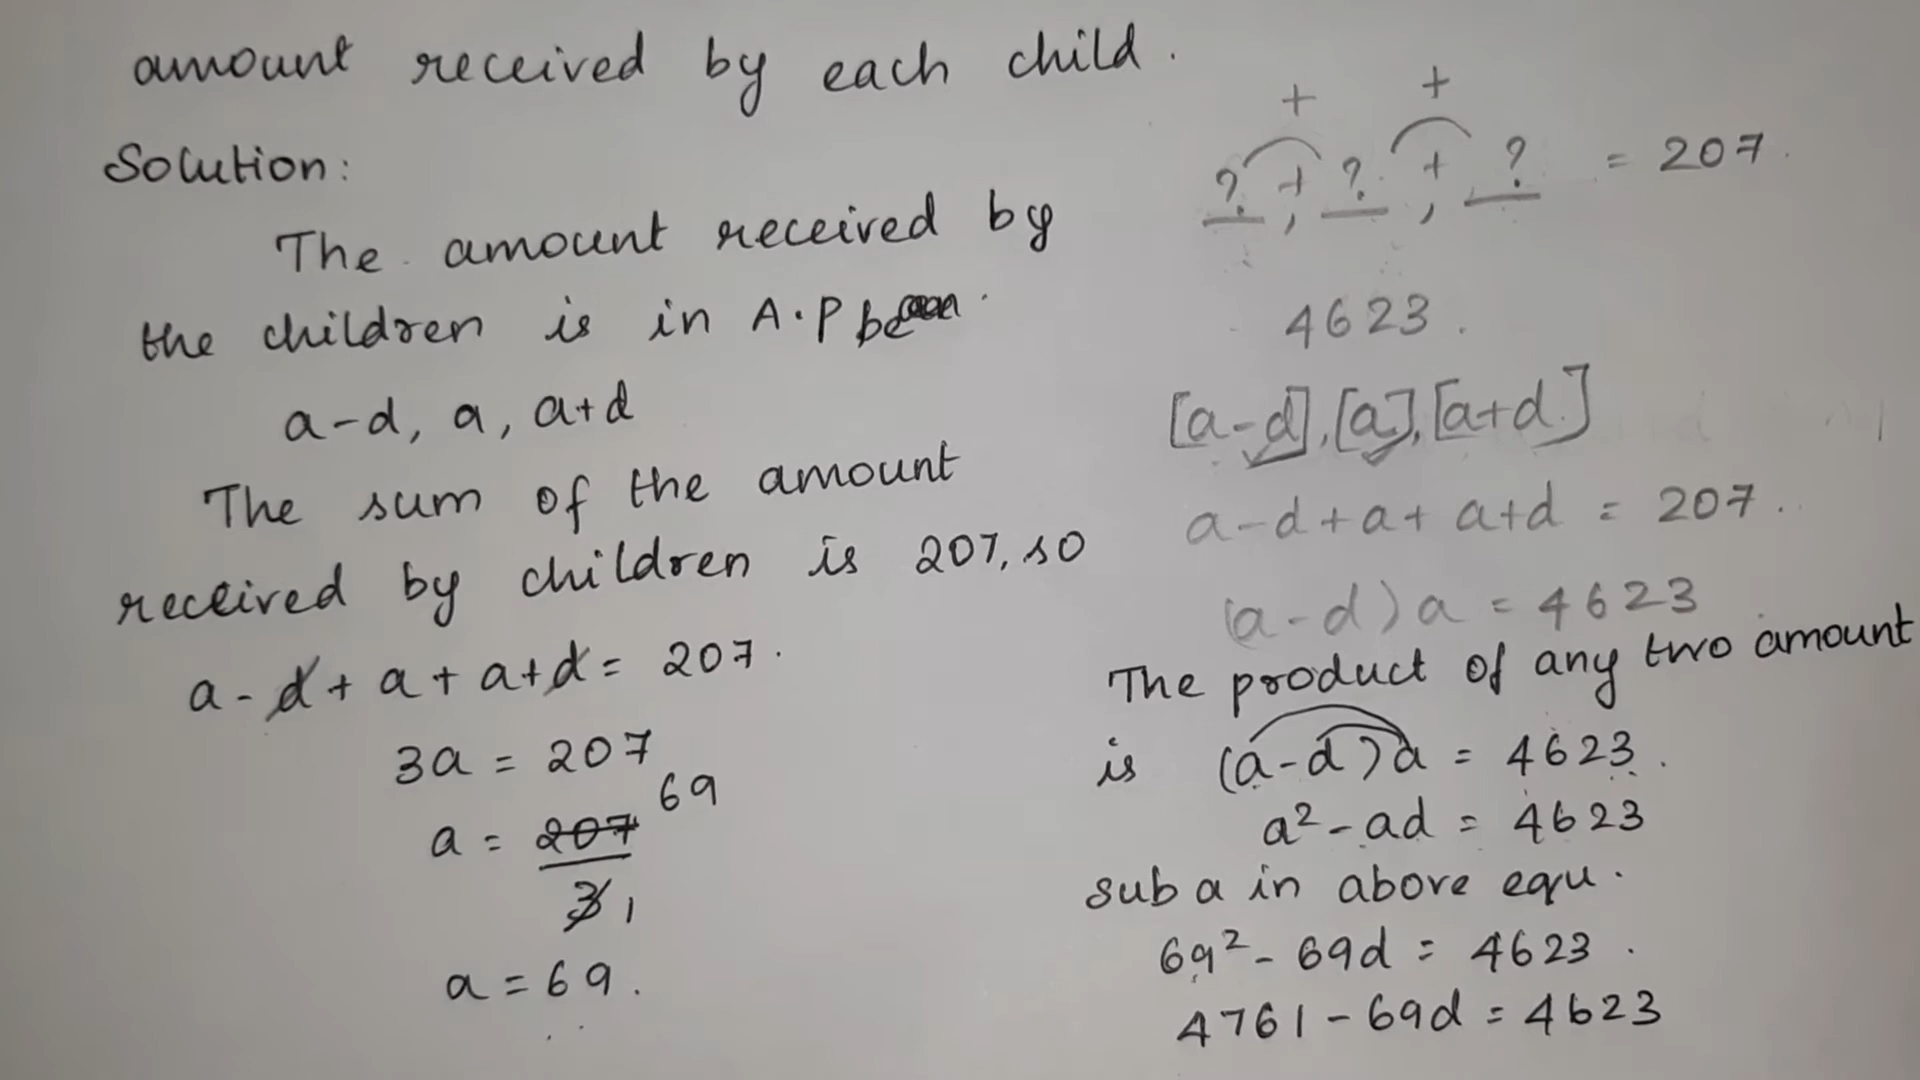 amount received by each child.
Solution:
The amount received by
the children is in A.P be
a-d, a, a+d
The sum of the amount
received by children is 207, so
a-d+a+a+d = 207.
3a = 207
a = 207 69
3 1
a = 69.
+ +
? + ? + ? = 207.
, ,
4623.
[a-d],[a],[a+d]
a-d+a+a+d = 207.
(a-d)a = 4623
The product of any two amount
is (a-d)a = 4623.
a²-ad = 4623
sub a in above equ.
69²-69d = 4623.
4761-69d = 4623